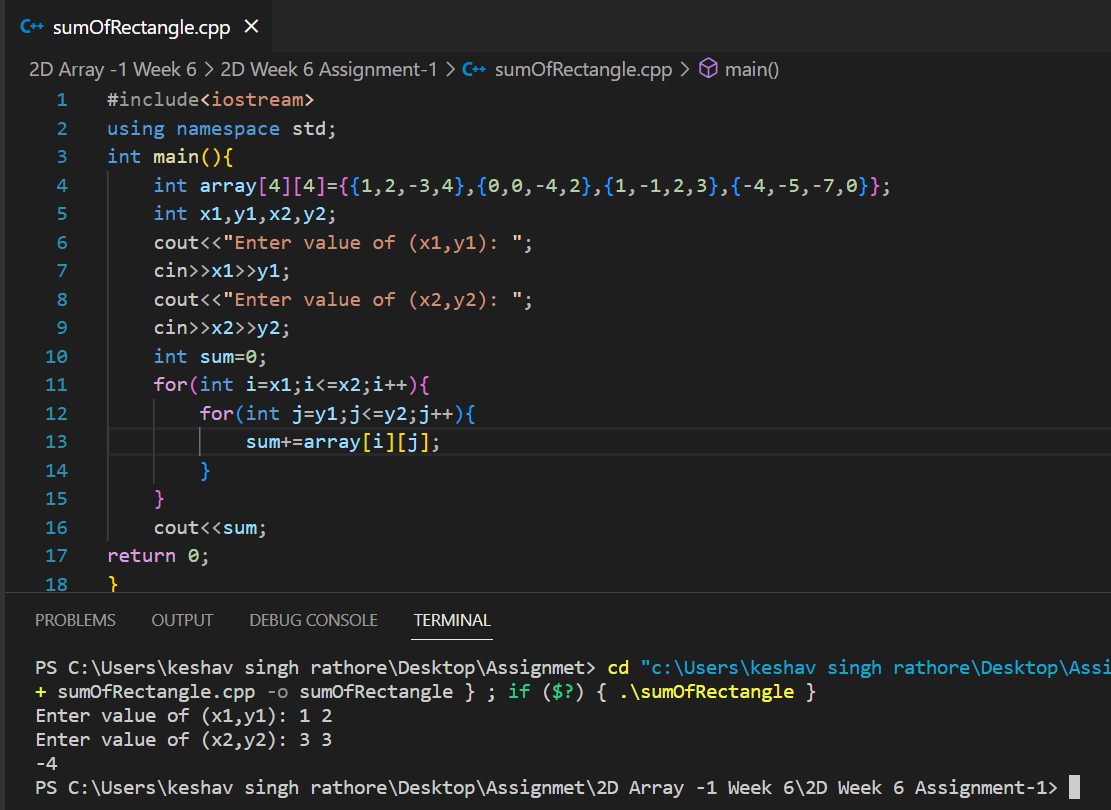 C++ sumOfRectangle.cpp ×
2D Array -1 Week 6 > 2D Week 6 Assignment-1 > C++ sumOfRectangle.cpp > main()
1 #include<iostream>
2 using namespace std;
3 int main(){
4 int array[4][4]={{1,2,-3,4},{0,0,-4,2},{1,-1,2,3},{-4,-5,-7,0}};
5 int x1,y1,x2,y2;
6 cout<<"Enter value of (x1,y1): ";
7 cin>>x1>>y1;
8 cout<<"Enter value of (x2,y2): ";
9 cin>>x2>>y2;
10 int sum=0;
11 for(int i=x1;i<=x2;i++){
12 for(int j=y1;j<=y2;j++){
13 sum+=array[i][j];
14 }
15 }
16 cout<<sum;
17 return 0;
18 }
PROBLEMS OUTPUT DEBUG CONSOLE TERMINAL
PS C:\Users\keshav singh rathore\Desktop\Assignmet> cd "c:\Users\keshav singh rathore\Desktop\Assi
+ sumOfRectangle.cpp -o sumOfRectangle } ; if ($?) { .\sumOfRectangle }
Enter value of (x1,y1): 1 2
Enter value of (x2,y2): 3 3
-4
PS C:\Users\keshav singh rathore\Desktop\Assignmet\2D Array -1 Week 6\2D Week 6 Assignmet-1>